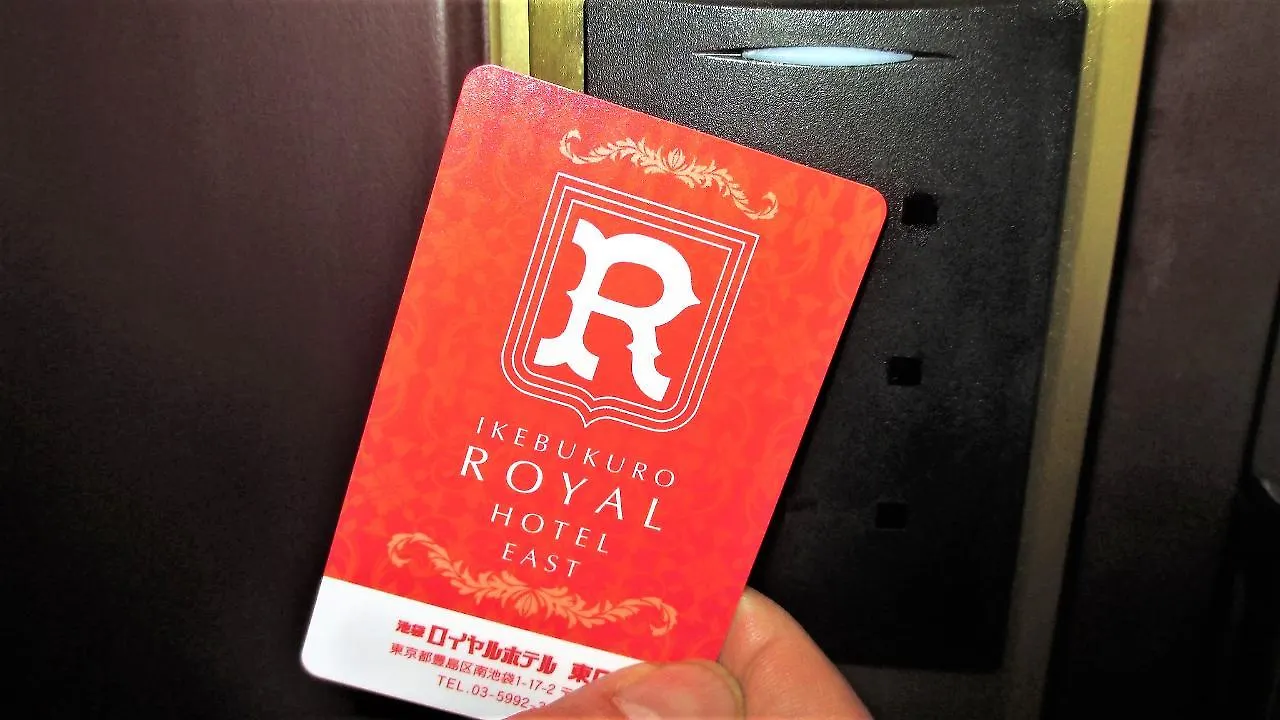 R
IKEBUKURO
ROYAL
HOTEL
EAST
池袋 ロイヤルホテル 東口
東京都豊島区南池袋1-17-2
TEL.03-5992-